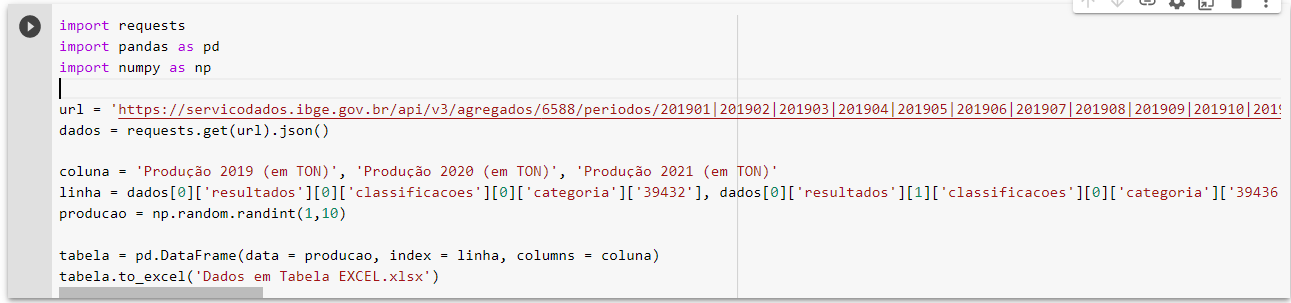 import requests
import pandas as pd
import numpy as np
url = 'https://servicodados.ibge.gov.br/api/v3/agregados/6588/periodos/201901|201902|201903|201904|201905|201906|201907|201908|201909|201910|201
dados = requests.get(url).json()
coluna = 'Produção 2019 (em TON)', 'Produção 2020 (em TON)', 'Produção 2021 (em TON)'
linha = dados[0]['resultados'][0]['classificacoes'][0]['categoria']['39432'], dados[0]['resultados'][1]['classificacoes'][0]['categoria']['39436
producao = np.random.randint(1,10)
tabela = pd.DataFrame(data = producao, index = linha, columns = coluna)
tabela.to_excel('Dados em Tabela EXCEL.xlsx')